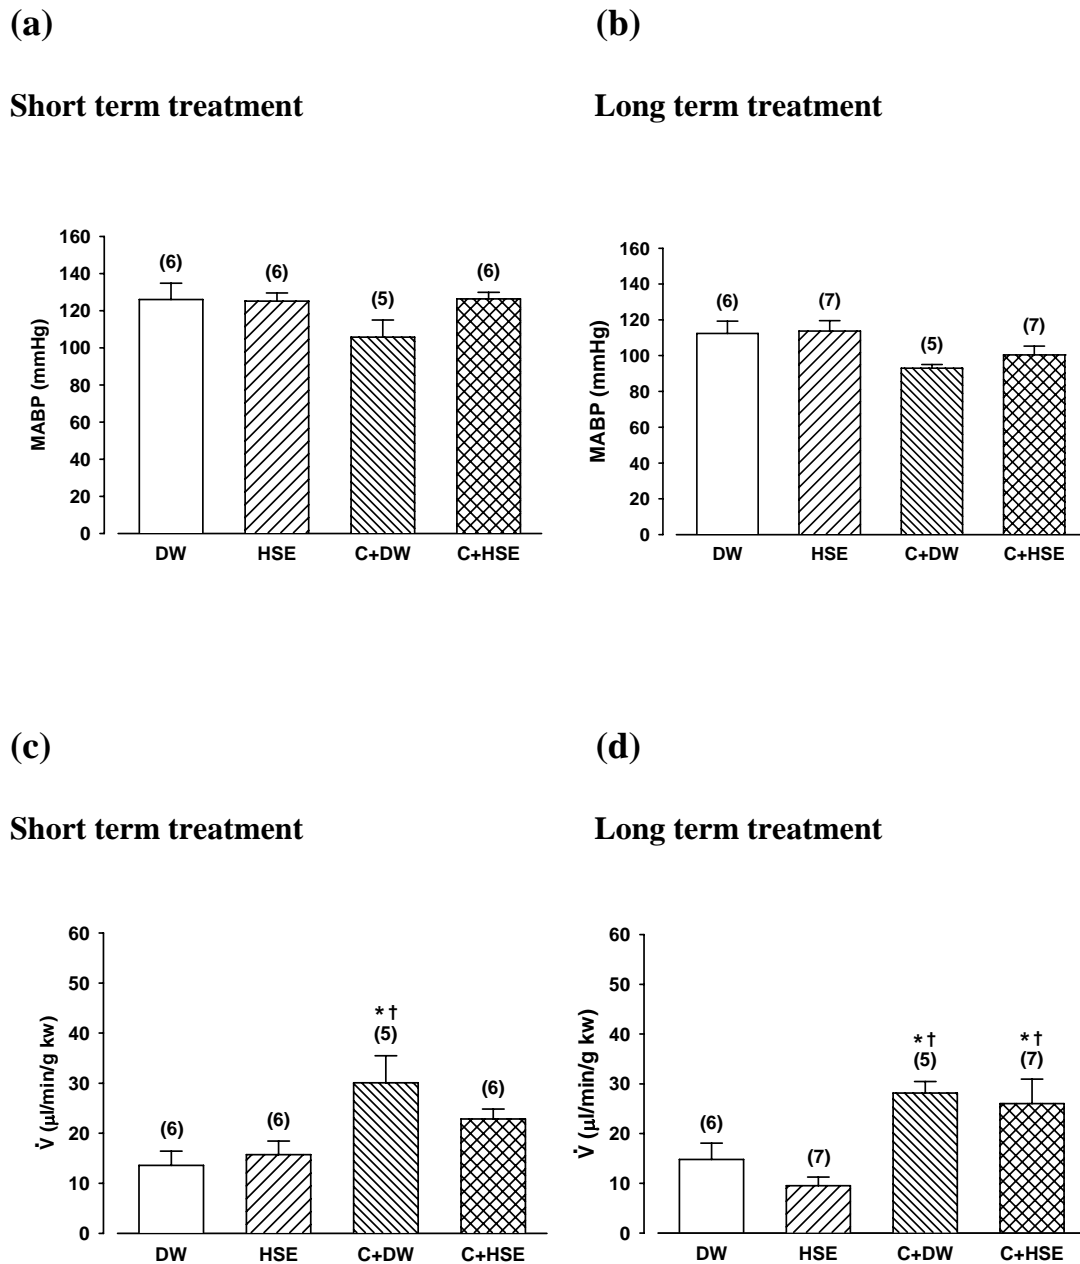 (a)
(b)
Short term treatment
Long term treatment
MABP (mmHg)
160
140
120
100
80
60
40
20
0
(6)
(6)
(5)
(6)
DW
HSE
C+DW
C+HSE
MABP (mmHg)
160
140
120
100
80
60
40
20
0
(6)
(7)
(5)
(7)
DW
HSE
C+DW
C+HSE
(c)
(d)
Short term treatment
Long term treatment
V̇ (µl/min/g kw)
60
50
40
30
20
10
0
(6)
(6)
* †
(5)
(6)
DW
HSE
C+DW
C+HSE
V̇ (µl/min/g kw)
60
50
40
30
20
10
0
(6)
(7)
* †
(5)
* †
(7)
DW
HSE
C+DW
C+HSE